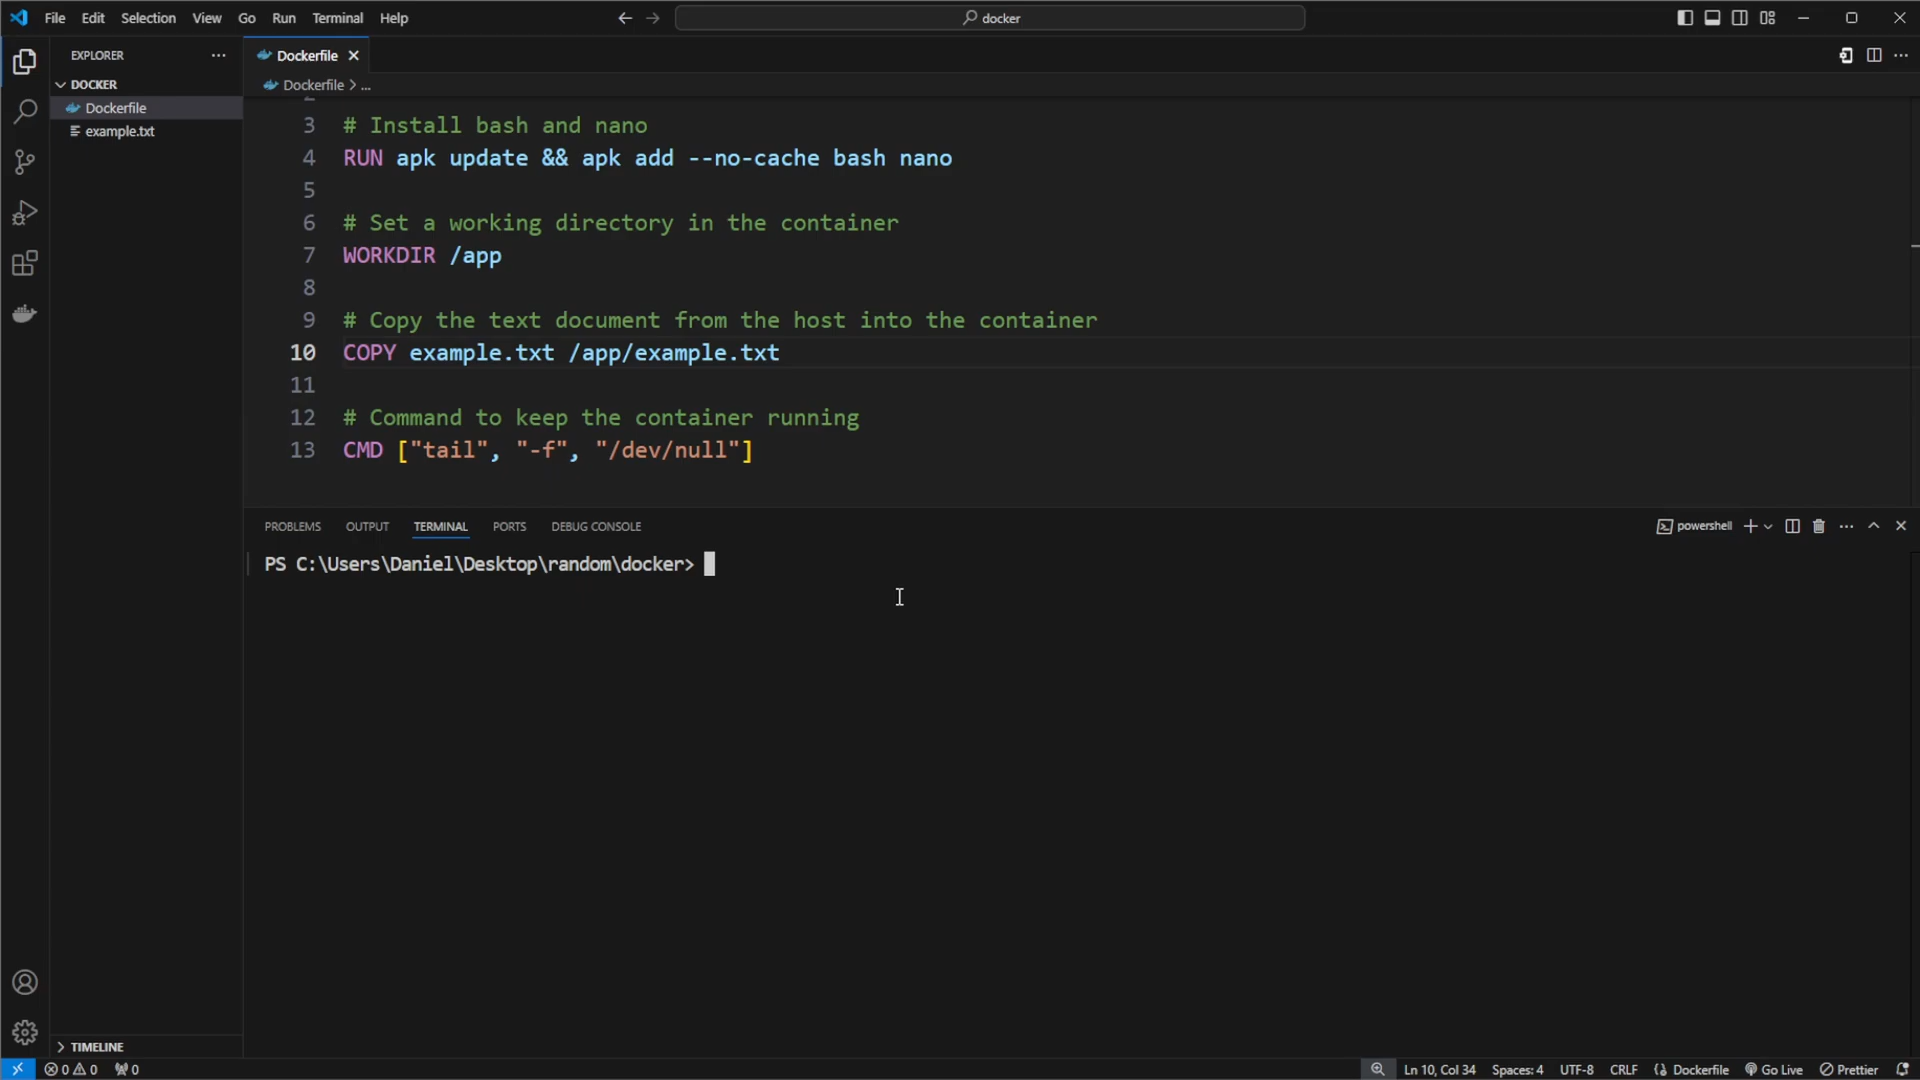 File Edit Selection View Go Run Terminal Help
docker
EXPLORER
DOCKER
Dockerfile
example.txt
Dockerfile
Dockerfile > ...
3 # Install bash and nano
4 RUN apk update && apk add --no-cache bash nano
5
6 # Set a working directory in the container
7 WORKDIR /app
8
9 # Copy the text document from the host into the container
10 COPY example.txt /app/example.txt
11
12 # Command to keep the container running
13 CMD ["tail", "-f", "/dev/null"]
PROBLEMS OUTPUT TERMINAL PORTS DEBUG CONSOLE
powershell
PS C:\Users\Daniel\Desktop\random\docker>
TIMELINE
0 0 0 Ln 10, Col 34 Spaces: 4 UTF-8 CRLF Dockerfile Go Live Prettier